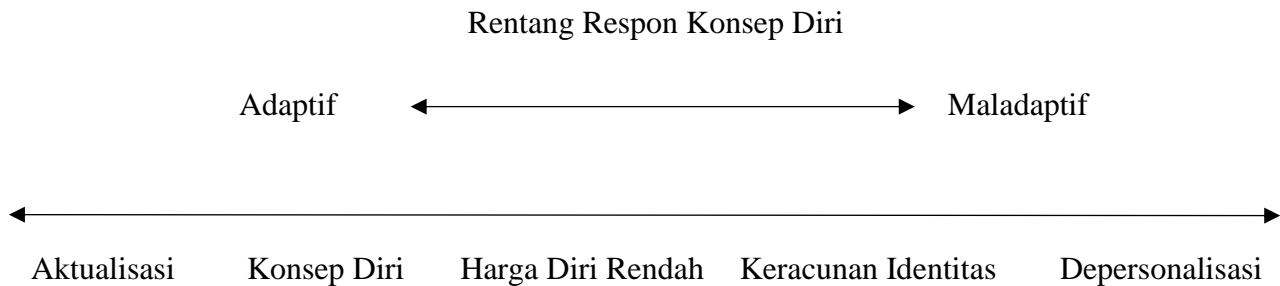 Rentang Respon Konsep Diri
Adaptif Maladaptif
Aktualisasi Konsep Diri Harga Diri Rendah Keracunan Identitas Depersonalisasi